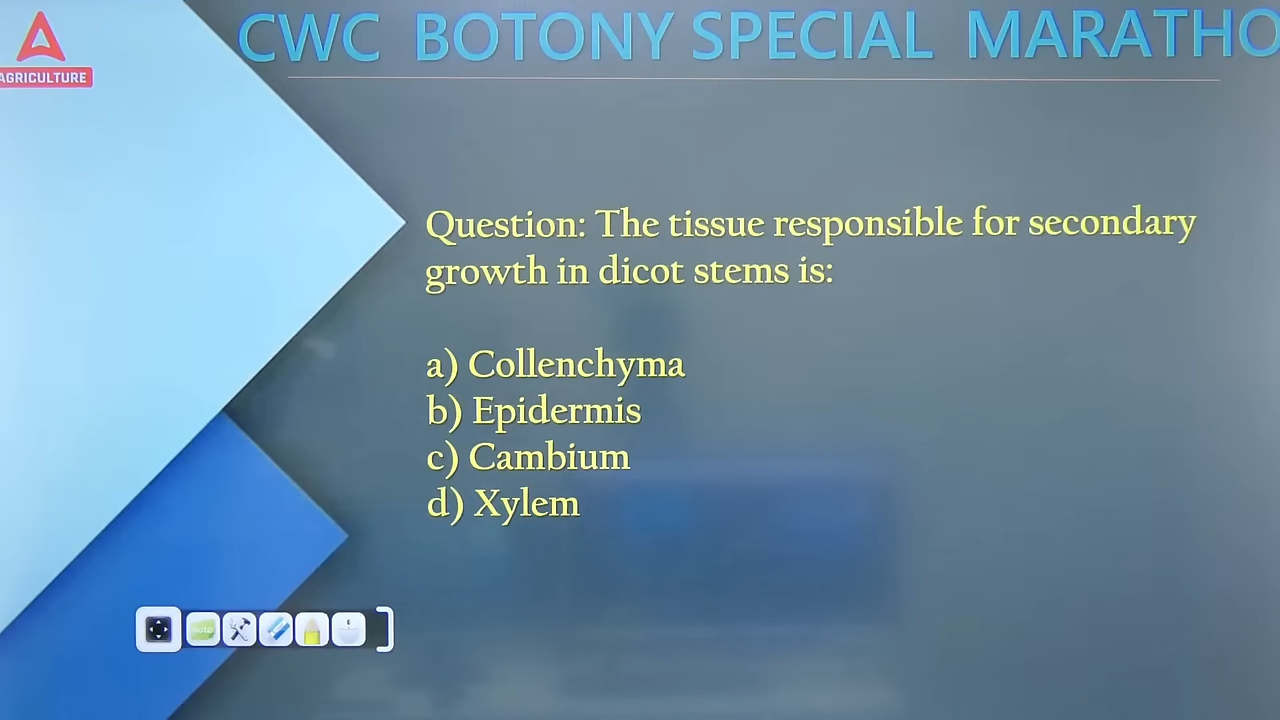 CWC BOTONY SPECIAL MARATHO
AGRICULTURE
Question: The tissue responsible for secondary
growth in dicot stems is:
a) Collenchyma
b) Epidermis
c) Cambium
d) Xylem